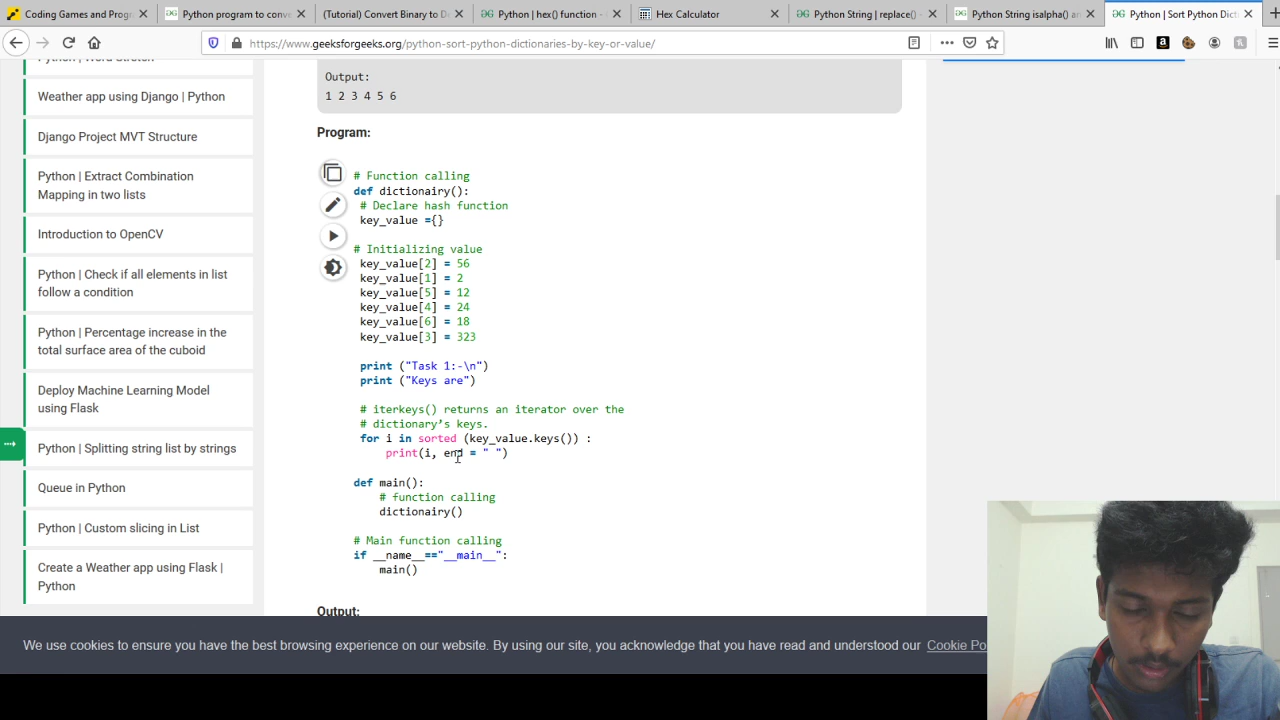 Coding Games and Progr
Python program to conve
(Tutorial) Convert Binary to De
Python | hex() function -
Hex Calculator
Python String | replace() -
Python String isalpha() an
Python | Sort Python Dicti
https://www.geeksforgeeks.org/python-sort-python-dictionaries-by-key-or-value/
Python | Word Stretch
Weather app using Django | Python
Django Project MVT Structure
Python | Extract Combination
Mapping in two lists
Introduction to OpenCV
Python | Check if all elements in list
follow a condition
Python | Percentage increase in the
total surface area of the cuboid
Deploy Machine Learning Model
using Flask
Python | Splitting string list by strings
Queue in Python
Python | Custom slicing in List
Create a Weather app using Flask |
Python
Output:
1 2 3 4 5 6
Program:
# Function calling
def dictionairy():
# Declare hash function
key_value ={}
# Initializing value
key_value[2] = 56
key_value[1] = 2
key_value[5] = 12
key_value[4] = 24
key_value[6] = 18
key_value[3] = 323
print ("Task 1:-\n")
print ("Keys are")
# iterkeys() returns an iterator over the
# dictionary’s keys.
for i in sorted (key_value.keys()) :
print(i, end = " ")
def main():
# function calling
dictionairy()
# Main function calling
if __name__=="__main__":
main()
Output:
We use cookies to ensure you have the best browsing experience on our website. By using our site, you acknowledge that you have read and understood our Cookie Po